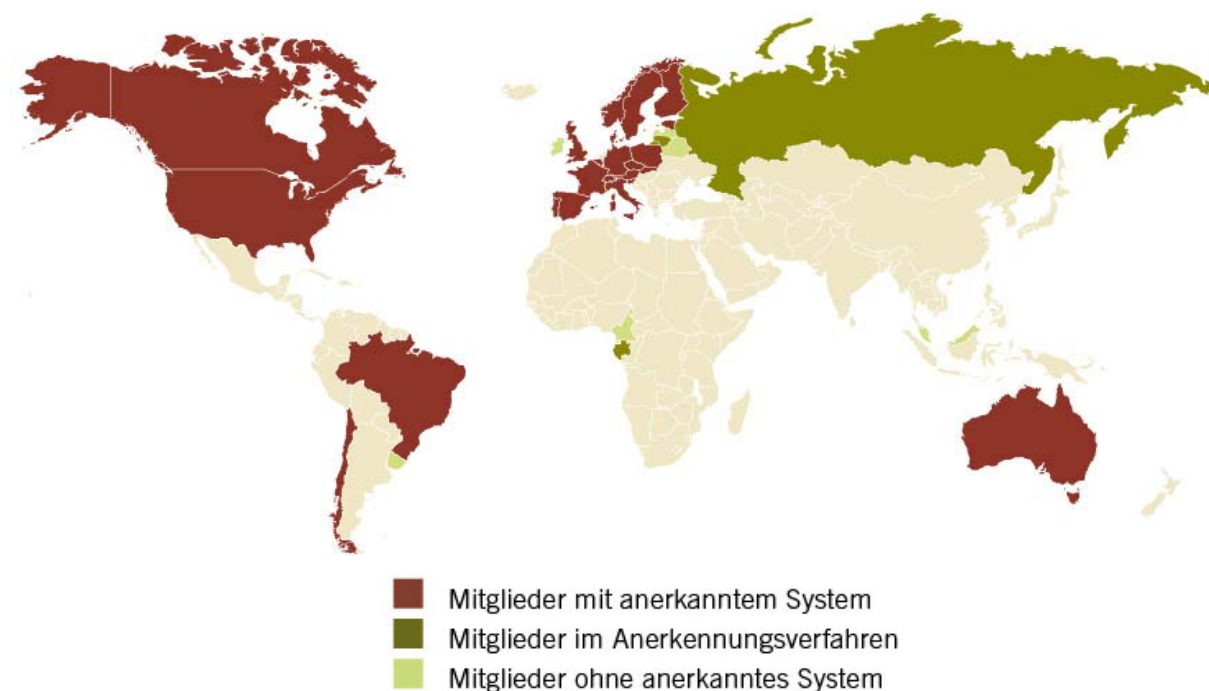 Mitglieder mit anerkanntem System
Mitglieder im Anerkennungsverfahren
Mitglieder ohne anerkanntes System